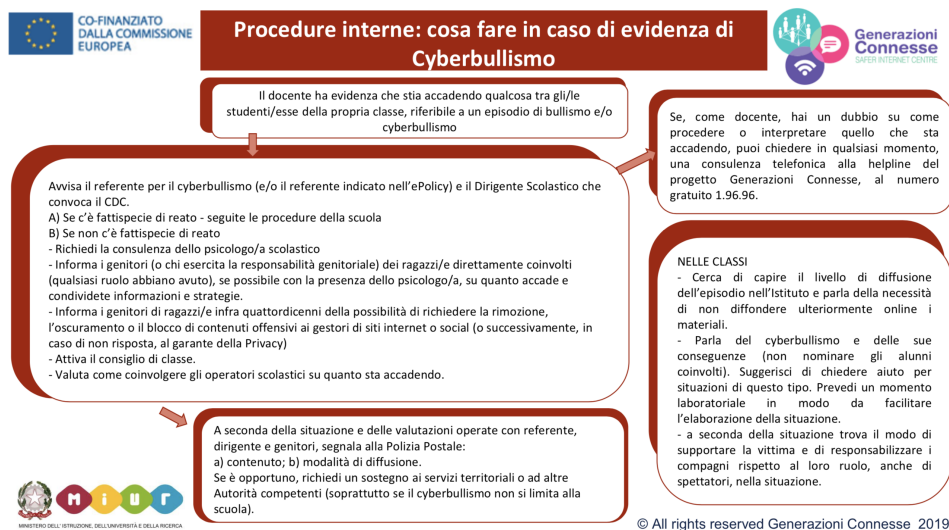 CO-FINANZIATO
DALLA COMMISSIONE
EUROPEA
Procedure interne: cosa fare in caso di evidenza di
Cyberbullismo
Generazioni
Connesse
SAFER INTERNET CENTRE
Il docente ha evidenza che stia accadendo qualcosa tra gli/le
studenti/esse della propria classe, riferibile a un episodio di bullismo e/o
cyberbullismo
Se, come docente, hai un dubbio su come
procedere o interpretare quello che sta
accadendo, puoi chiedere in qualsiasi momento,
una consulenza telefonica alla helpline del
progetto Generazioni Connesse, al numero
gratuito 1.96.96.
Avvisa il referente per il cyberbullismo (e/o il referente indicato nell'ePolicy) e il Dirigente Scolastico che
convoca il CDC.
A) Se c'è fattispecie di reato - seguite le procedure della scuola
B) Se non c'è fattispecie di reato
- Richiedi la consulenza dello psicologo/a scolastico
- Informa i genitori (o chi esercita la responsabilità genitoriale) dei ragazzi/e direttamente coinvolti
(qualsiasi ruolo abbiano avuto), se possibile con la presenza dello psicologo/a, su quanto accade e
condividete informazioni e strategie.
- Informa i genitori di ragazzi/e infra quattordicenni della possibilità di richiedere la rimozione,
l'oscuramento o il blocco di contenuti offensivi ai gestori di siti internet o social (o successivamente, in
caso di non risposta, al garante della Privacy)
- Attiva il consiglio di classe.
- Valuta come coinvolgere gli operatori scolastici su quanto sta accadendo.
NELLE CLASSI
- Cerca di capire il livello di diffusione
dell'episodio nell'Istituto e parla della necessità
di non diffondere ulteriormente online i
materiali.
- Parla del cyberbullismo e delle sue
conseguenze (non nominare gli alunni
coinvolti). Suggerisci di chiedere aiuto per
situazioni di questo tipo. Prevedi un momento
laboratoriale in modo da facilitare
l'elaborazione della situazione.
- a seconda della situazione trova il modo di
supportare la vittima e di responsabilizzare i
compagni rispetto al loro ruolo, anche di
spettatori, nella situazione.
A seconda della situazione e delle valutazioni operate con referente,
dirigente e genitori, segnala alla Polizia Postale:
a) contenuto; b) modalità di diffusione.
Se è opportuno, richiedi un sostegno ai servizi territoriali o ad altre
Autorità competenti (soprattutto se il cyberbullismo non si limita alla
scuola).
miur
MINISTERO DELL' ISTRUZIONE, DELL'UNIVERSITÀ E DELLA RICERCA
© All rights reserved Generazioni Connesse 2019